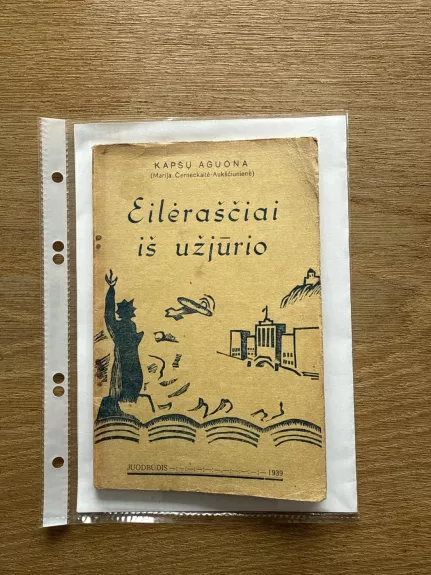 KAPSŲ AGUONA
(Marija Černeckaitė-Aukščiūnienė)
Eilėraščiai
iš užjūrio
JUODBUDIS
1939